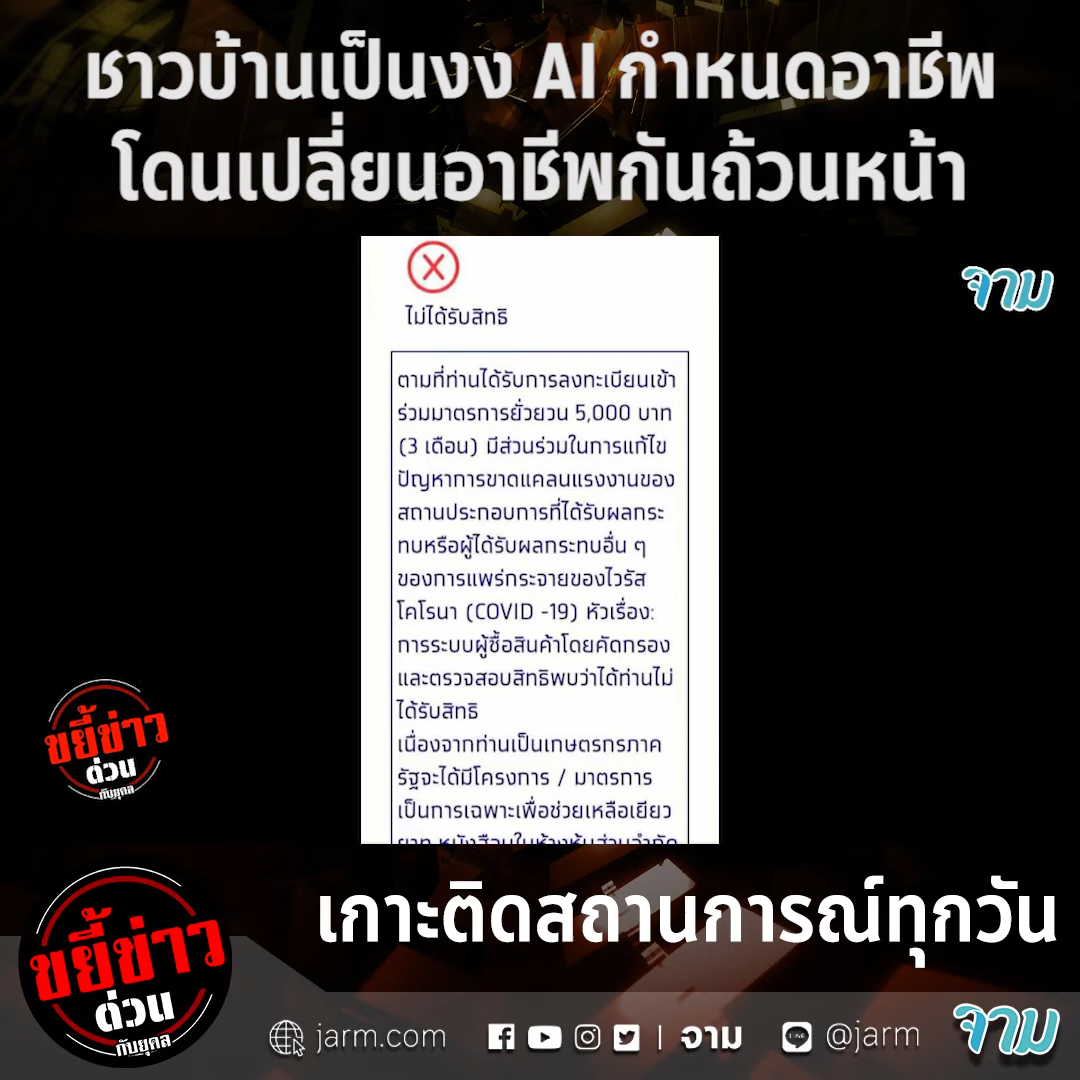 ชาวบ้านเป็นงง AI กำหนดอาชีพ
โดนเปลี่ยนอาชีพกันถ้วนหน้า
จาม
ไม่ได้รับสิทธิ
ตามที่ท่านได้รับการลงทะเบียนเข้า
ร่วมมาตรการยั่วยวน 5,000 บาท
(3 เดือน) มีส่วนร่วมในการแก้ไข
ปัญหาการขาดแคลนแรงงานของ
สถานประกอบการที่ได้รับผลกระ
ทบหรือผู้ได้รับผลกระทบอื่น ๆ
ของการแพร่กระจายของไวรัส
โคโรนา (COVID -19) หัวเรื่อง:
การระบบผู้ซื้อสินค้าโดยคัดกรอง
และตรวจสอบสิทธิพบว่าได้ท่านไม่
ได้รับสิทธิ
เนื่องจากท่านเป็นเกษตรกรภาค
รัฐจะได้มีโครงการ / มาตรการ
เป็นการเฉพาะเพื่อช่วยเหลือเยียว
ขยี้ข่าว
ด่วน
กับยุคล
เกาะติดสถานการณ์ทุกวัน
ขยี้ข่าว
ด่วน
กับยุคล
jarm.com
| จาม
LINE
@jarm
จาม